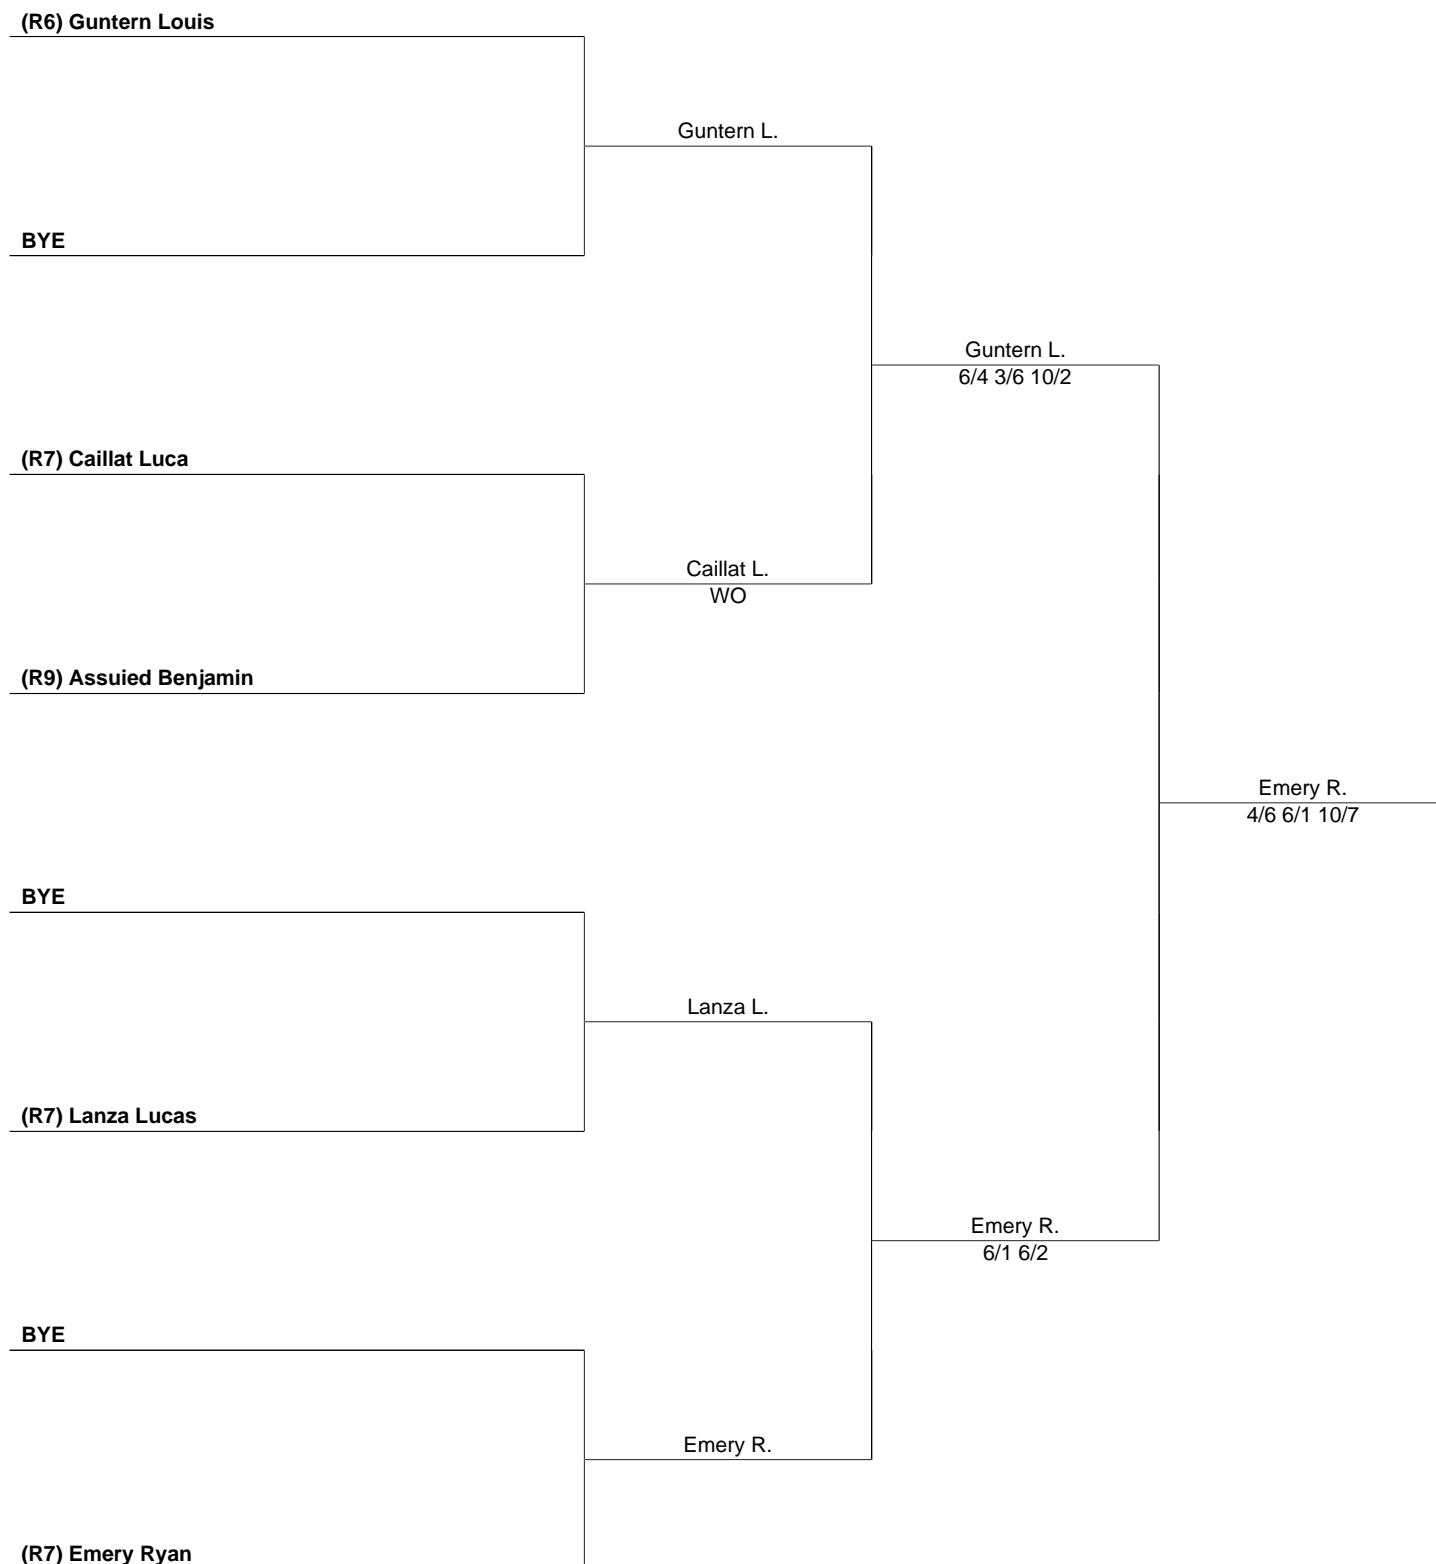 (R6) Guntern Louis
Guntern L.
BYE
Guntern L.
6/4 3/6 10/2
(R7) Caillat Luca
Caillat L.
WO
(R9) Assuied Benjamin
Emery R.
4/6 6/1 10/7
BYE
Lanza L.
(R7) Lanza Lucas
Emery R.
6/1 6/2
BYE
Emery R.
(R7) Emery Ryan